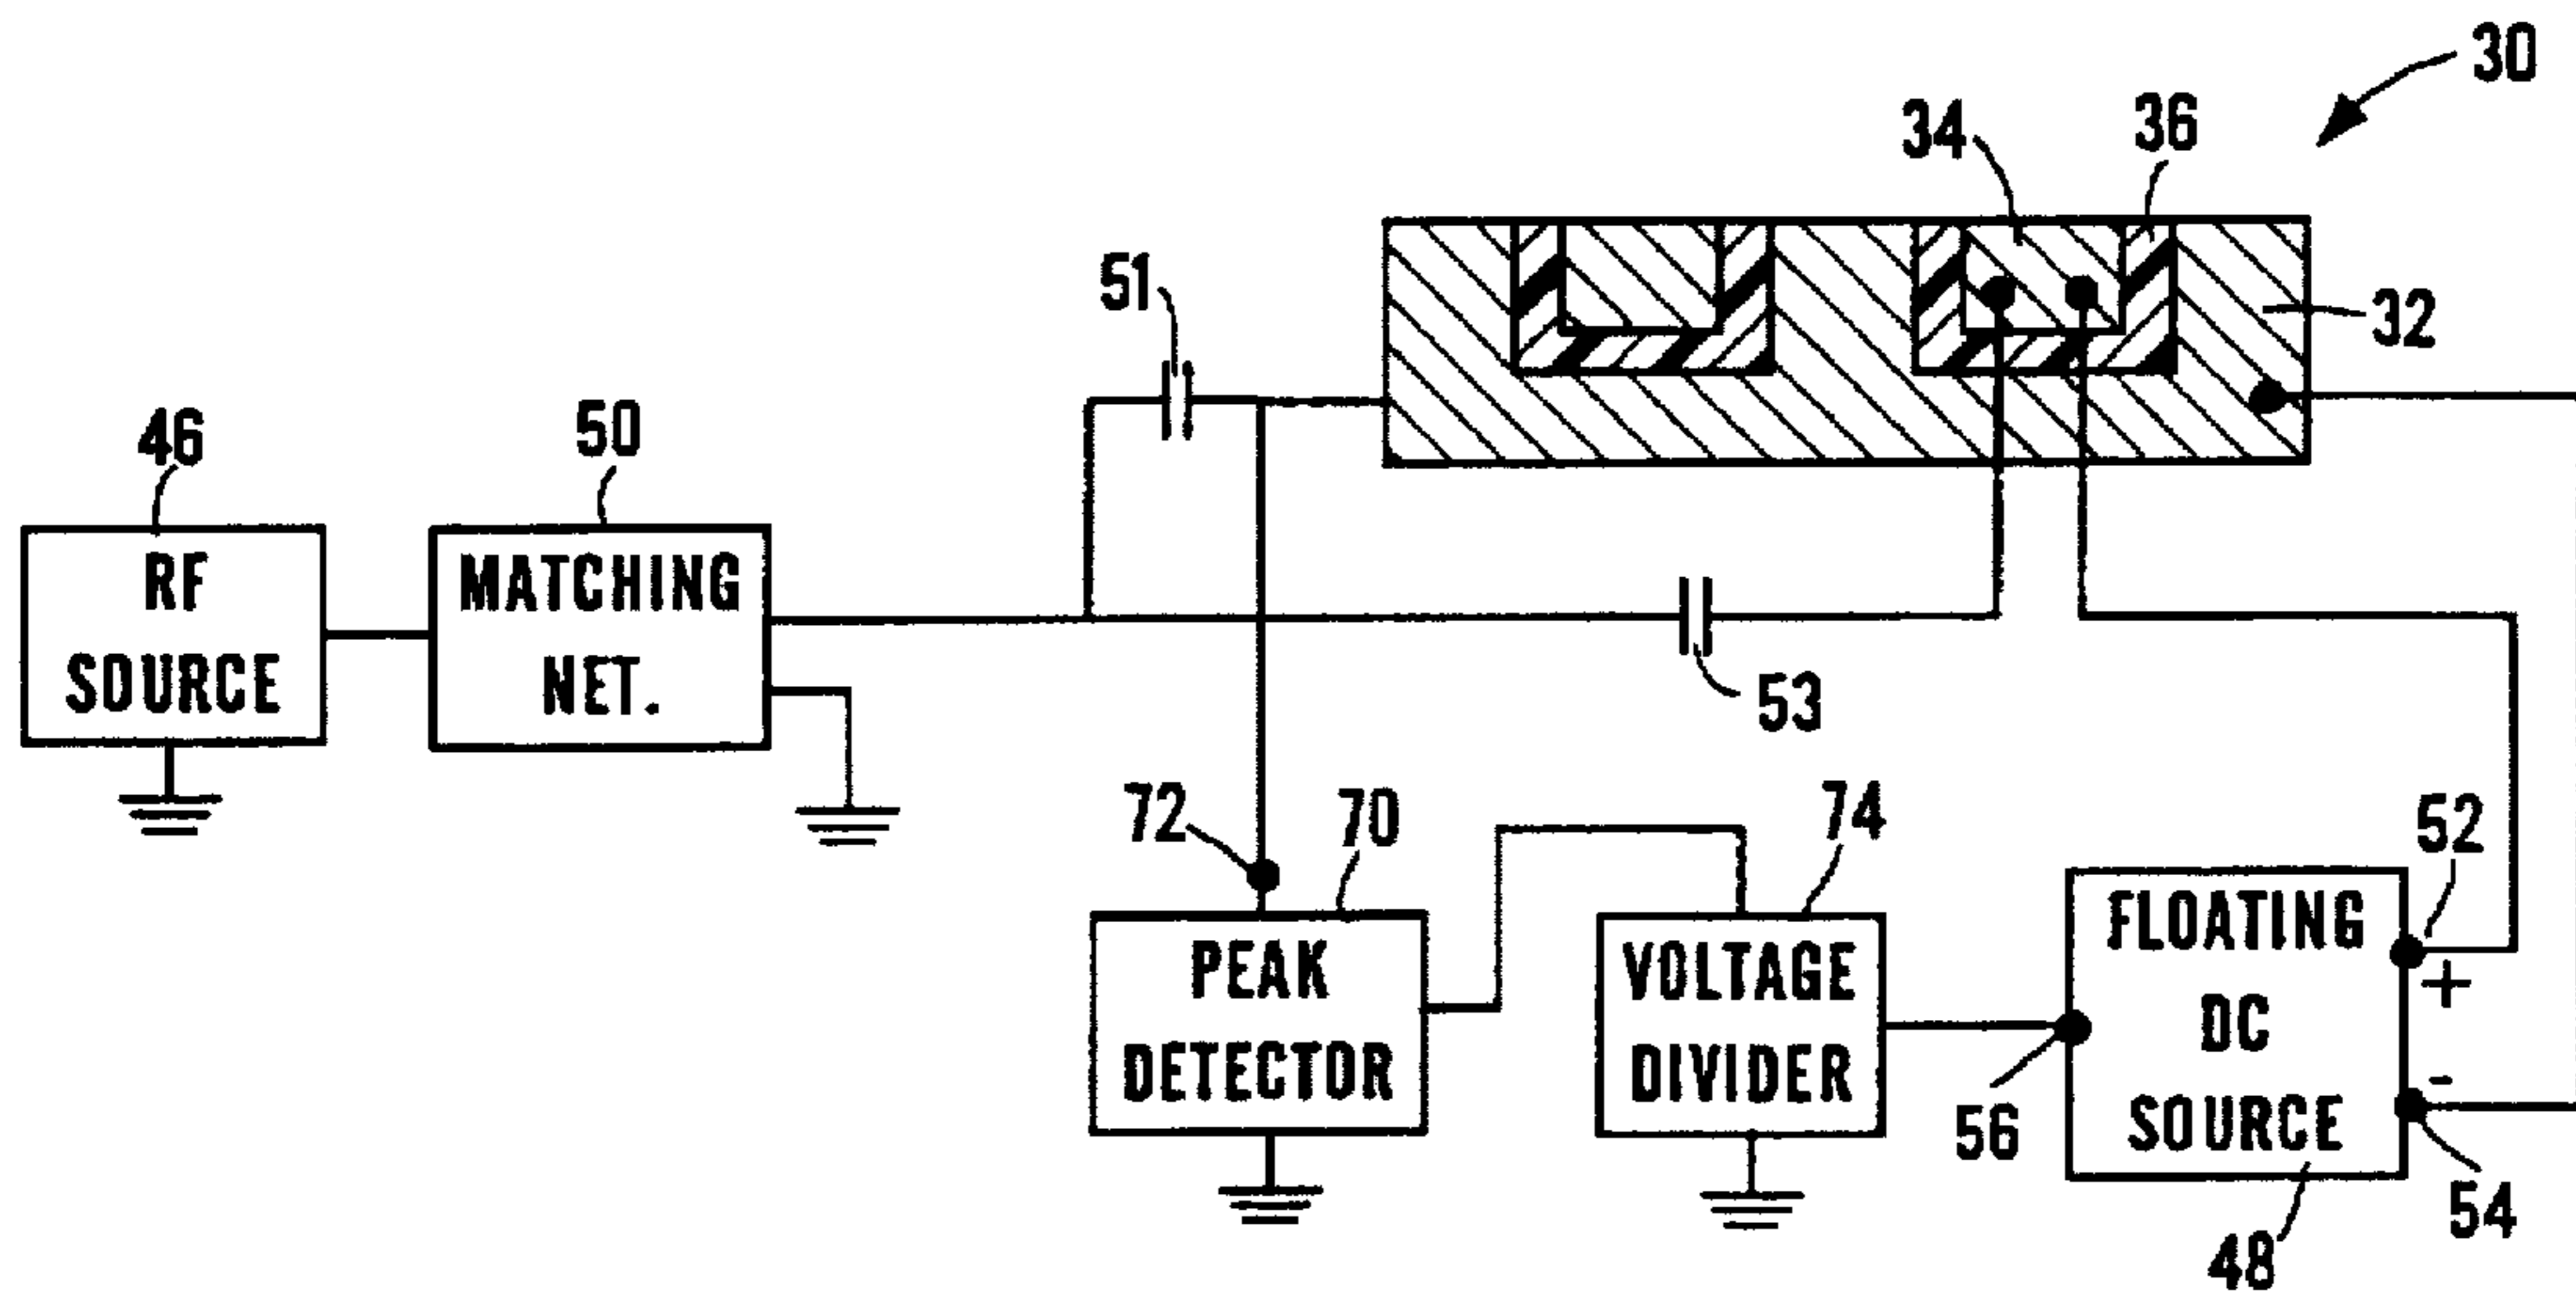 30
34
36
51
32
46
50
RF
SOURCE
MATCHING
NET.
53
72
70
74
52
PEAK
DETECTOR
VOLTAGE
DIVIDER
FLOATING
DC
SOURCE
+
-
56
54
48